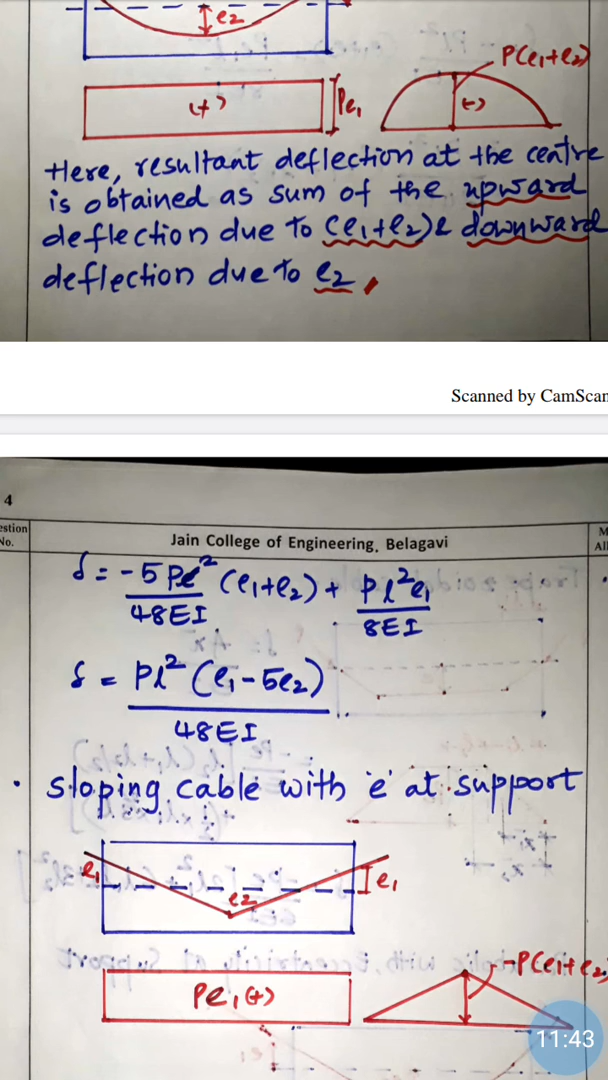 e2
P(e1+e2)
(+)
Pe1
(-)
Here, resultant deflection at the centre
is obtained as sum of the upward
deflection due to (e1+e2) & downward
deflection due to e2.
Scanned by CamScan
4
estion
No.
Jain College of Engineering, Belagavi
M
All
δ = -5Pl² (e1+e2) + Pl²e1
48EI 8EI
δ = Pl² (e1-5e2)
48EI
• sloping cable with 'e' at support
e1
e2
e1
Pe1 (+)
-P(e1+e2)
11:43